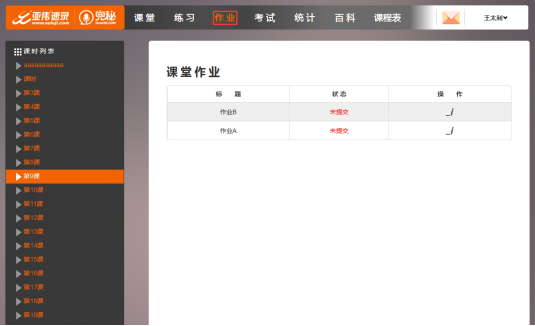 亚伟速录
www.suluji.com
兜秘
课堂 练习 作业 考试 统计 百科 课程表
王太利
课时列表
aaaaaaaaaaa
课时
第3课
第4课
第5课
第6课
第7课
第8课
第9课
第10课
第11课
第12课
第13课
第14课
第15课
第16课
第17课
第18课
第19课
课堂作业
标 题 状态 操 作
作业B 未提交
作业A 未提交